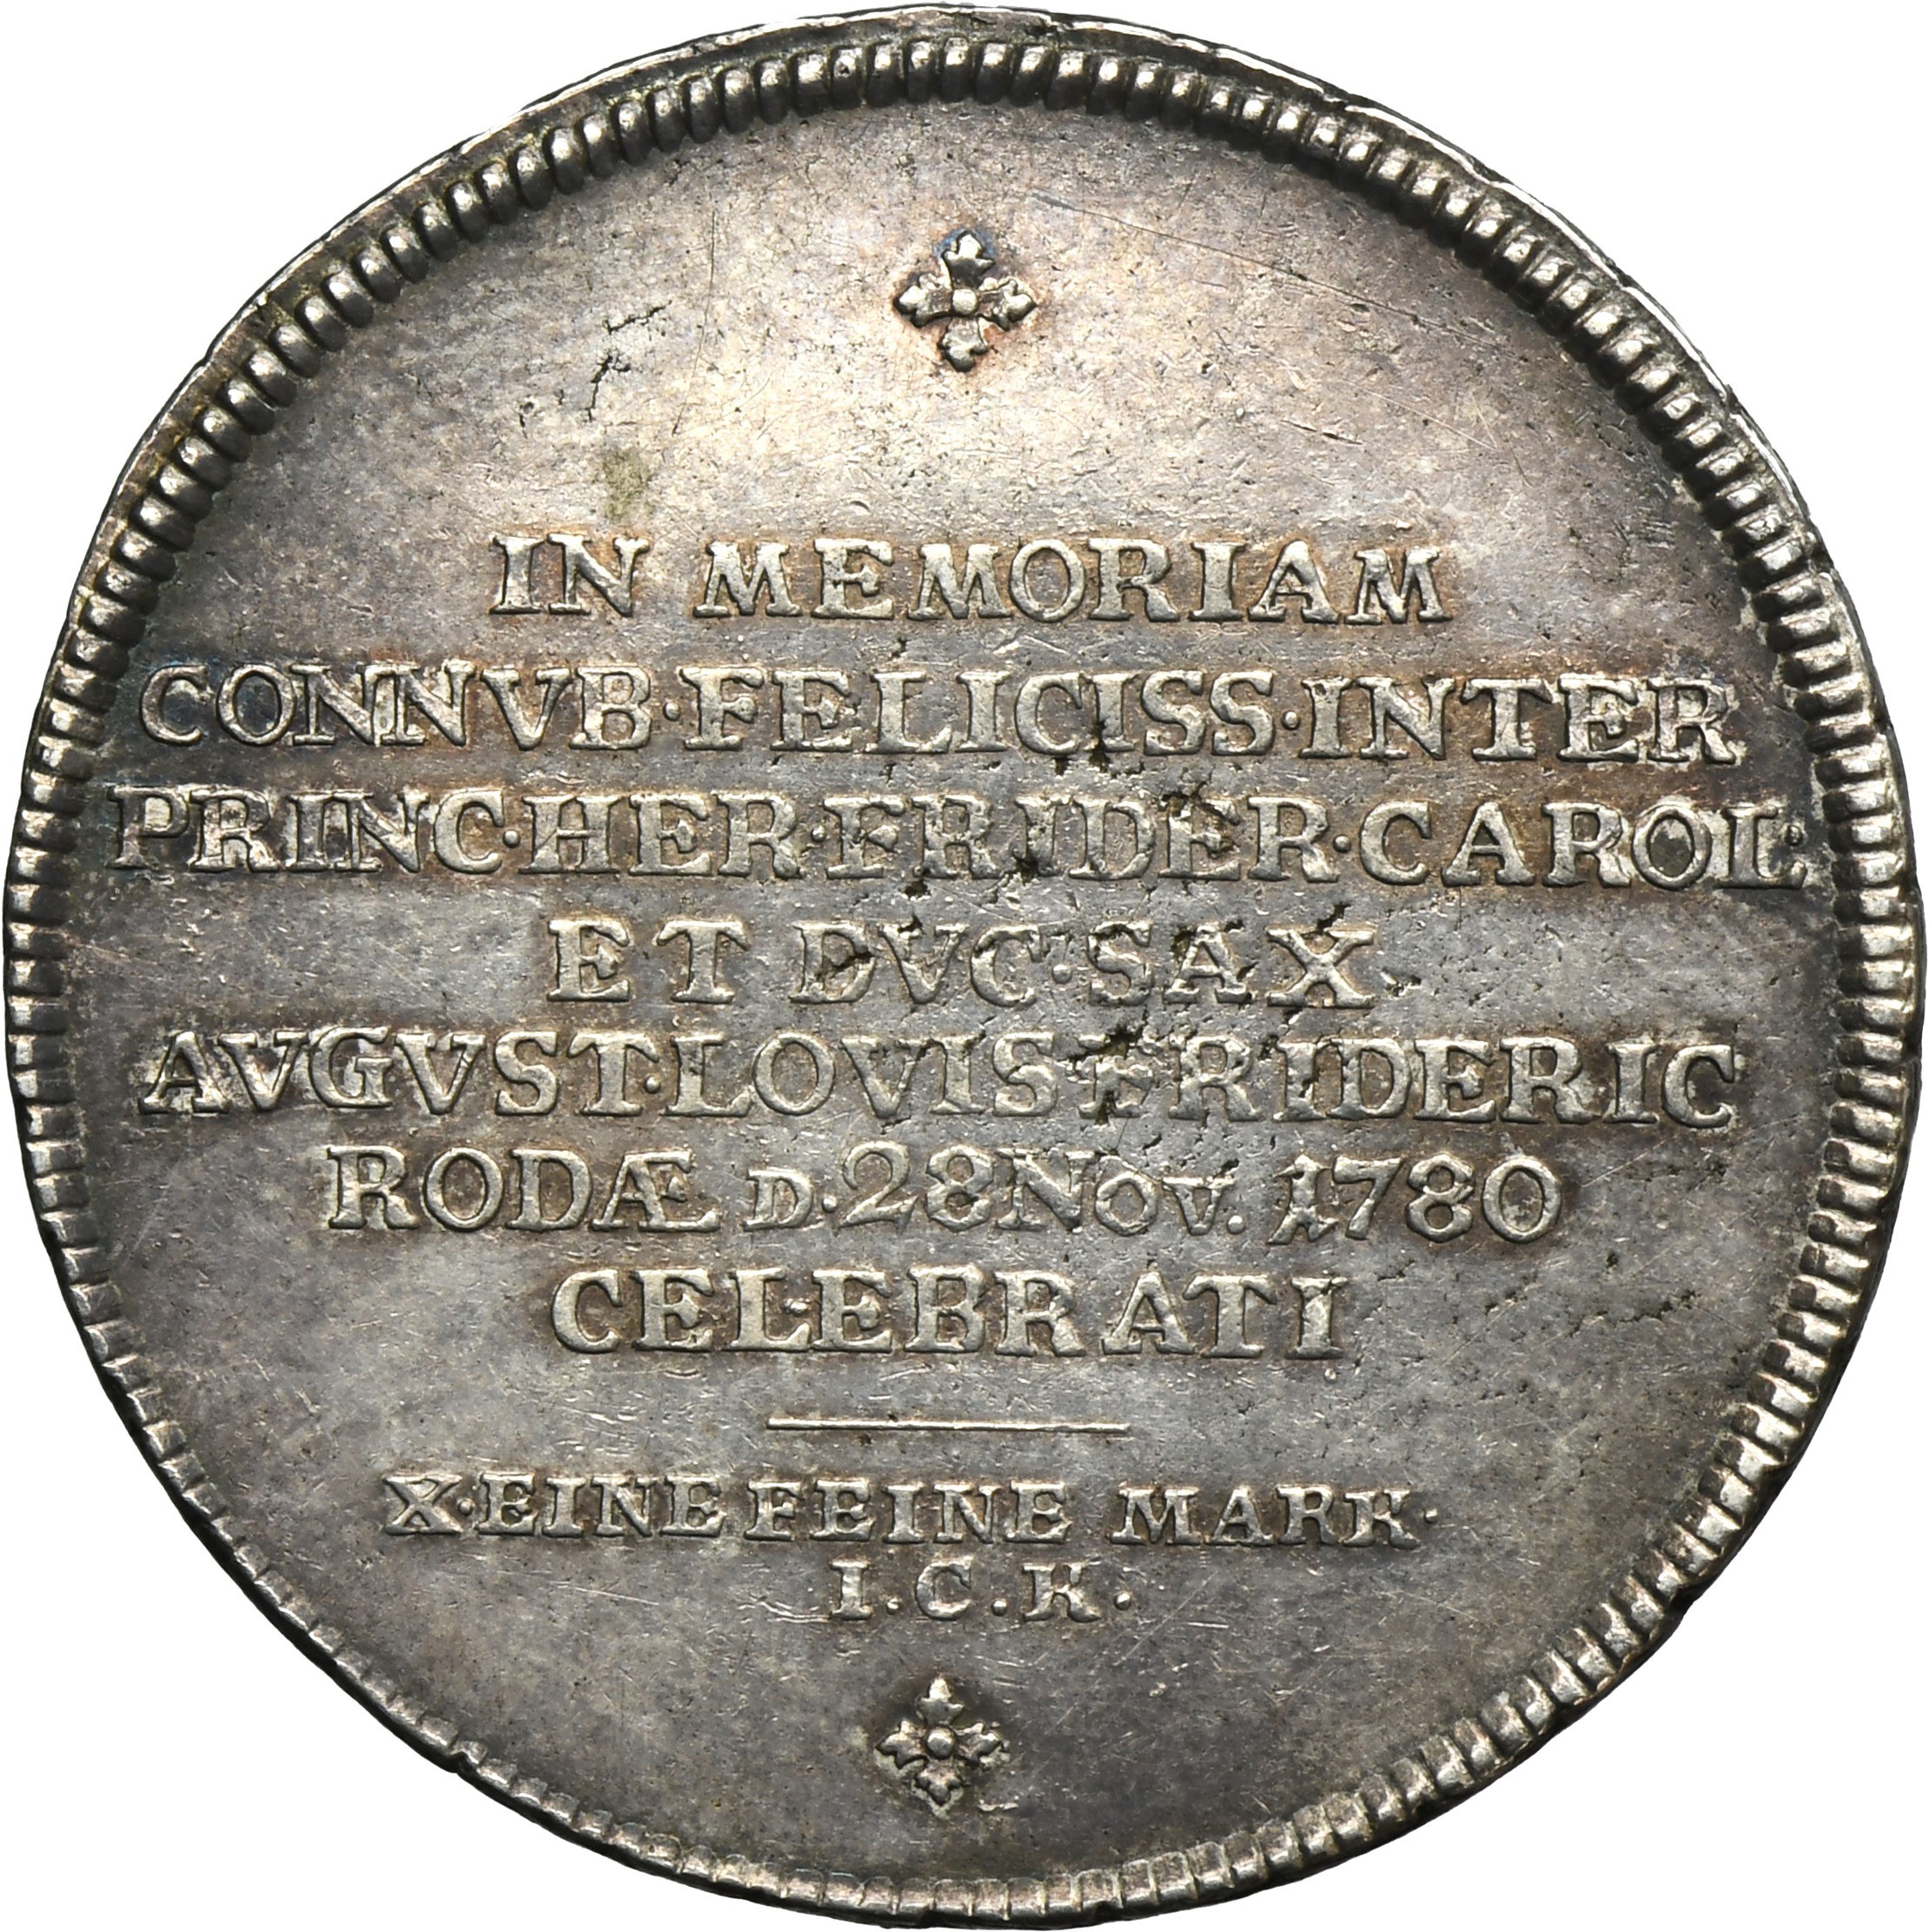 IN MEMORIAM
CONNVB·FELICISS·INTER
PRINC·HER·FRIDER·CAROL:
ET DVC·SAX
AVGVST·LOVIS FRIDERIC
RODÆ D.28 NOV. 1780
CELEBRATI
X·EINE FEINE MARK·
I.C.K.